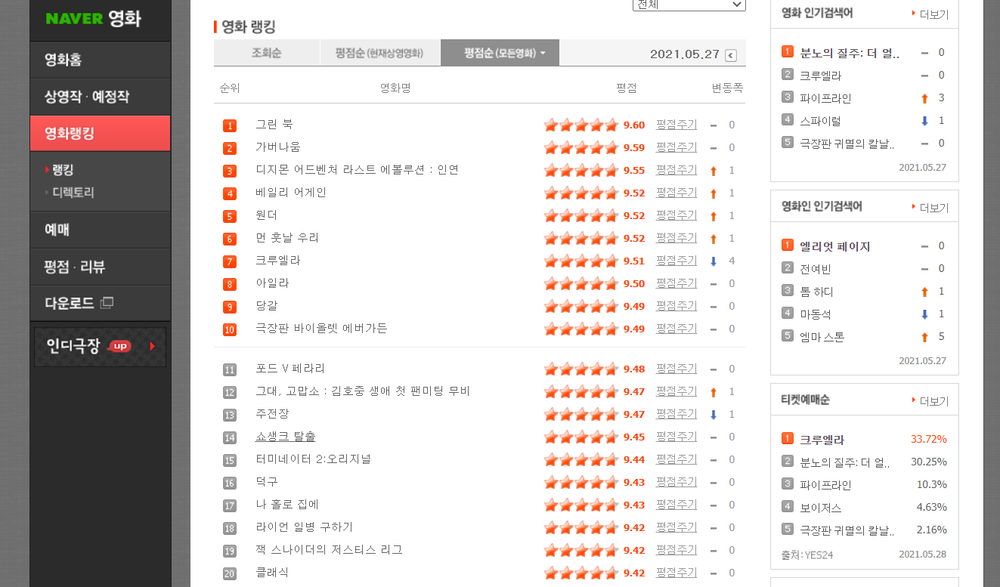 NAVER 영화
영화홈
상영작 · 예정작
영화랭킹
랭킹
디렉토리
예매
평점 · 리뷰
다운로드
인디극장 up
전체
영화 랭킹
조회순 평점순 (현재상영영화) 평점순 (모든영화) 2021.05.27
순위 영화명 평점 변동폭
1 그린 북 9.60 평점주기 0
2 가버나움 9.59 평점주기 0
3 디지몬 어드벤처 라스트 에볼루션 : 인연 9.55 평점주기 1
4 베일리 어게인 9.52 평점주기 1
5 원더 9.52 평점주기 1
6 먼 훗날 우리 9.52 평점주기 1
7 크루엘라 9.51 평점주기 4
8 아일라 9.50 평점주기 0
9 당갈 9.49 평점주기 0
10 극장판 바이올렛 에버가든 9.49 평점주기 0
11 포드 V 페라리 9.48 평점주기 0
12 그대, 고맙소 : 김호중 생애 첫 팬미팅 무비 9.47 평점주기 1
13 주전장 9.47 평점주기 1
14 쇼생크 탈출 9.45 평점주기 0
15 터미네이터 2:오리지널 9.44 평점주기 0
16 덕구 9.43 평점주기 0
17 나 홀로 집에 9.43 평점주기 0
18 라이언 일병 구하기 9.42 평점주기 0
19 잭 스나이더의 저스티스 리그 9.42 평점주기 0
20 클래식 9.42 평점주기 0
영화 인기검색어 더보기
1 분노의 질주: 더 얼.. 0
2 크루엘라 0
3 파이프라인 3
4 스파이럴 1
5 극장판 귀멸의 칼날.. 0
2021.05.27
영화인 인기검색어 더보기
1 엘리엇 페이지 0
2 전여빈 0
3 톰 하디 1
4 마동석 1
5 엠마 스톤 5
2021.05.27
티켓예매순 더보기
1 크루엘라 33.72%
2 분노의 질주: 더 얼.. 30.25%
3 파이프라인 10.3%
4 보이저스 4.63%
5 극장판 귀멸의 칼날.. 2.16%
출처:YES24 2021.05.28